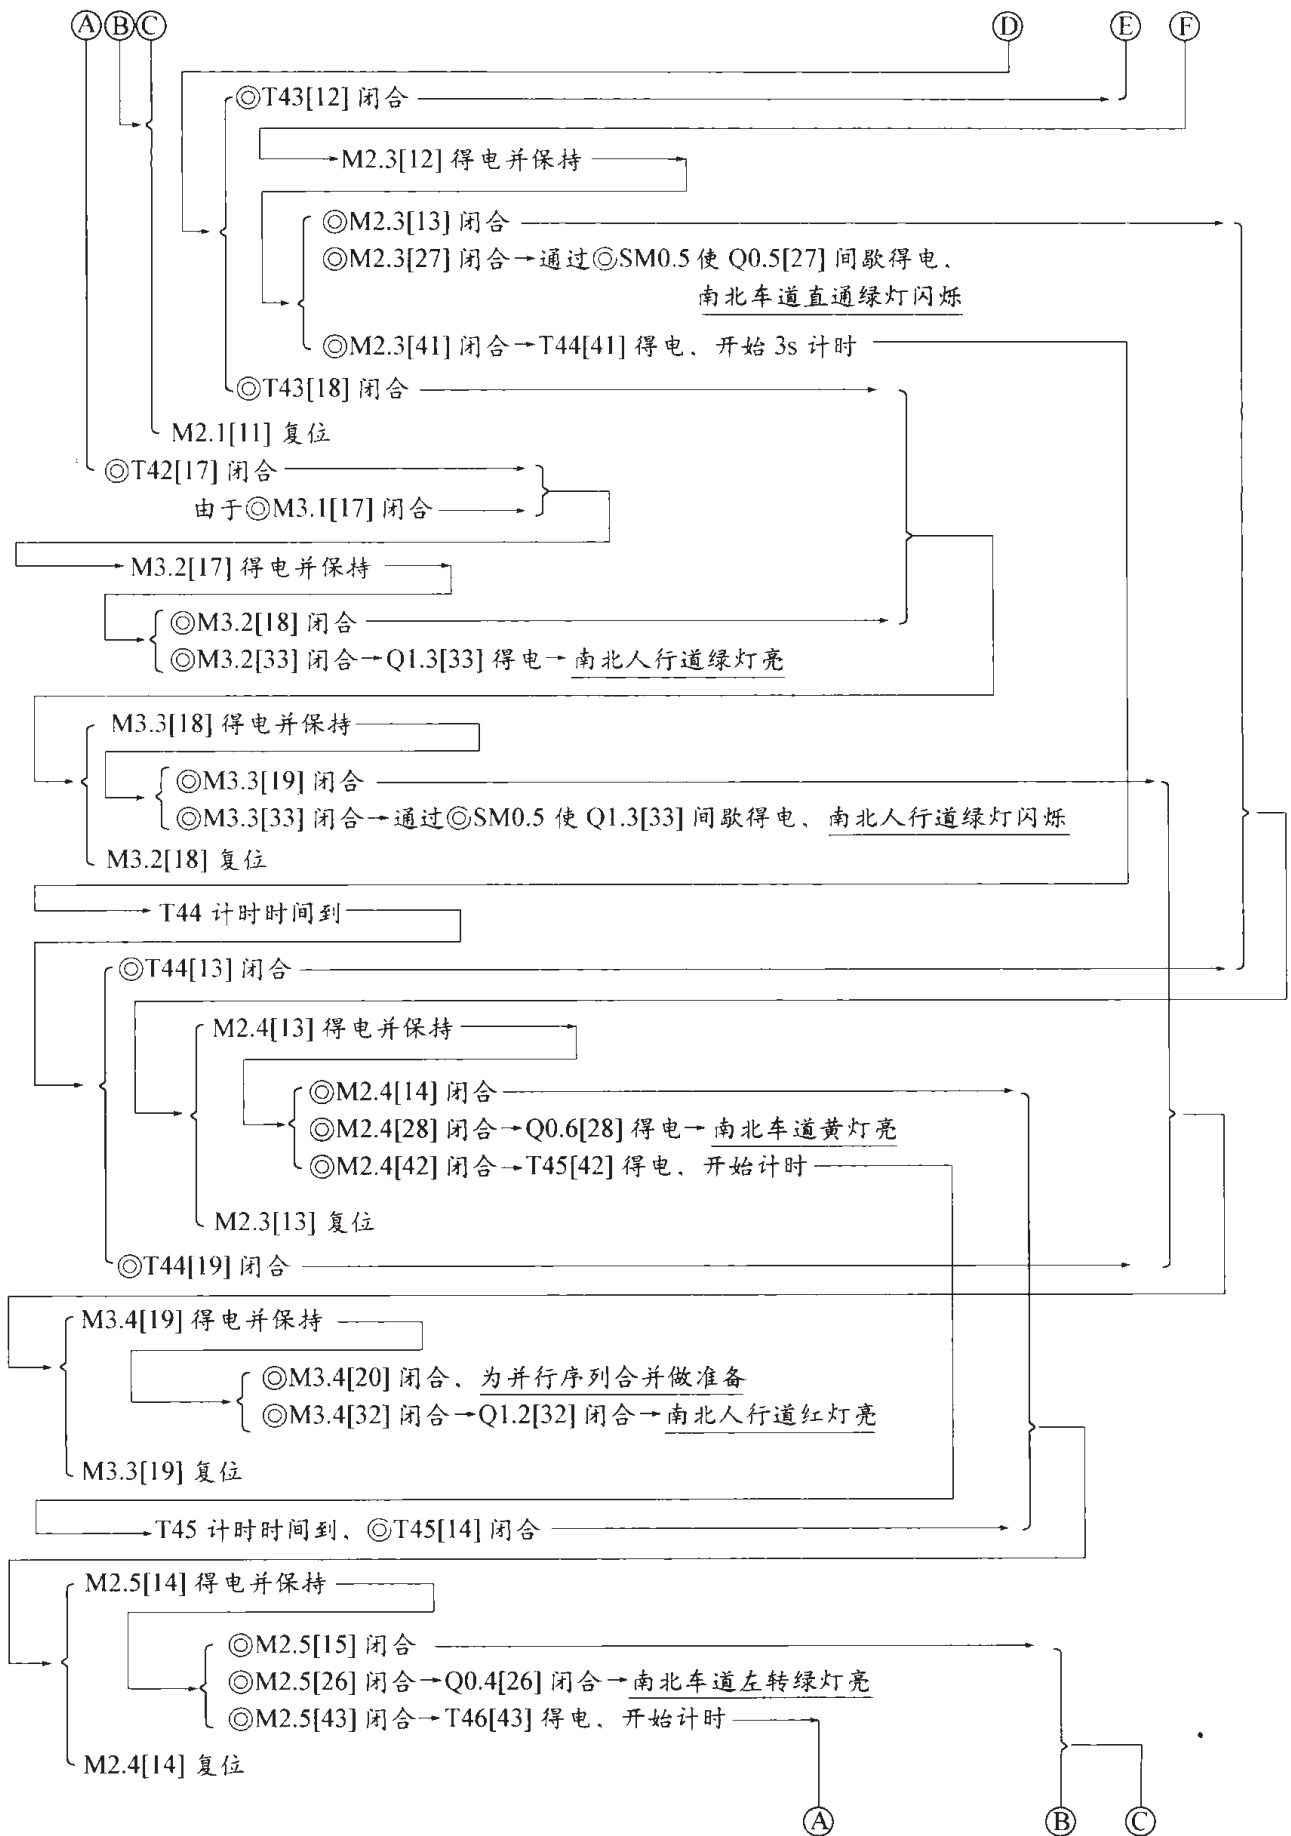 Ⓐ Ⓑ Ⓒ Ⓓ Ⓔ Ⓕ
◎T43[12] 闭合
M2.3[12] 得电并保持
◎M2.3[13] 闭合
◎M2.3[27] 闭合→通过◎SM0.5 使 Q0.5[27] 间歇得电、
南北车道直通绿灯闪烁
◎M2.3[41] 闭合→T44[41] 得电、开始 3s 计时
◎T43[18] 闭合
M2.1[11] 复位
◎T42[17] 闭合
由于◎M3.1[17] 闭合
M3.2[17] 得电并保持
◎M3.2[18] 闭合
◎M3.2[33] 闭合→Q1.3[33] 得电→南北人行道绿灯亮
M3.3[18] 得电并保持
◎M3.3[19] 闭合
◎M3.3[33] 闭合→通过◎SM0.5 使 Q1.3[33] 间歇得电、南北人行道绿灯闪烁
M3.2[18] 复位
T44 计时时间到
◎T44[13] 闭合
M2.4[13] 得电并保持
◎M2.4[14] 闭合
◎M2.4[28] 闭合→Q0.6[28] 得电→南北车道黄灯亮
◎M2.4[42] 闭合→T45[42] 得电、开始计时
M2.3[13] 复位
◎T44[19] 闭合
M3.4[19] 得电并保持
◎M3.4[20] 闭合、为并行序列合并做准备
◎M3.4[32] 闭合→Q1.2[32] 闭合→南北人行道红灯亮
M3.3[19] 复位
T45 计时时间到、◎T45[14] 闭合
M2.5[14] 得电并保持
◎M2.5[15] 闭合
◎M2.5[26] 闭合→Q0.4[26] 闭合→南北车道左转绿灯亮
◎M2.5[43] 闭合→T46[43] 得电、开始计时
M2.4[14] 复位
Ⓐ Ⓑ Ⓒ